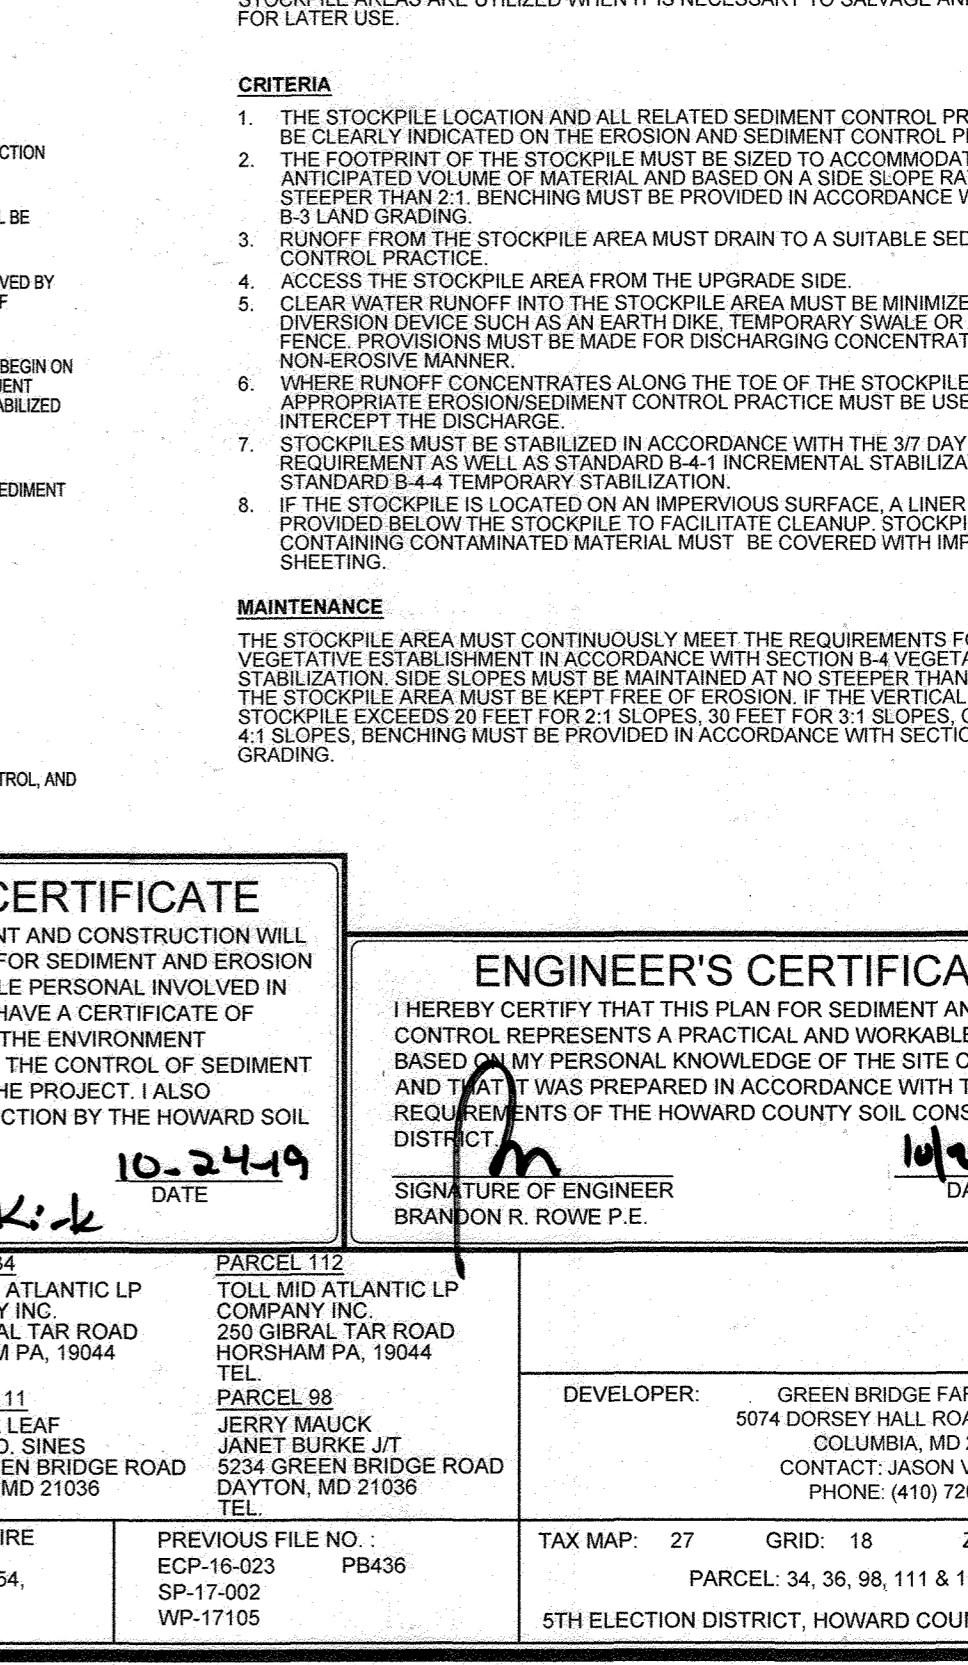 STOCKPILE AREAS ARE UTILIZED WHEN IT IS NECESSARY TO SALVAGE AND
FOR LATER USE.
CRITERIA
1. THE STOCKPILE LOCATION AND ALL RELATED SEDIMENT CONTROL PR
BE CLEARLY INDICATED ON THE EROSION AND SEDIMENT CONTROL P
2. THE FOOTPRINT OF THE STOCKPILE MUST BE SIZED TO ACCOMMODAT
ANTICIPATED VOLUME OF MATERIAL AND BASED ON A SIDE SLOPE RA
STEEPER THAN 2:1. BENCHING MUST BE PROVIDED IN ACCORDANCE W
B-3 LAND GRADING.
3. RUNOFF FROM THE STOCKPILE AREA MUST DRAIN TO A SUITABLE SED
CONTROL PRACTICE.
4. ACCESS THE STOCKPILE AREA FROM THE UPGRADE SIDE.
5. CLEAR WATER RUNOFF INTO THE STOCKPILE AREA MUST BE MINIMIZE
DIVERSION DEVICE SUCH AS AN EARTH DIKE, TEMPORARY SWALE OR
FENCE. PROVISIONS MUST BE MADE FOR DISCHARGING CONCENTRAT
NON-EROSIVE MANNER.
6. WHERE RUNOFF CONCENTRATES ALONG THE TOE OF THE STOCKPILE
APPROPRIATE EROSION/SEDIMENT CONTROL PRACTICE MUST BE USE
INTERCEPT THE DISCHARGE.
7. STOCKPILES MUST BE STABILIZED IN ACCORDANCE WITH THE 3/7 DAY
REQUIREMENT AS WELL AS STANDARD B-4-1 INCREMENTAL STABILIZA
STANDARD B-4-4 TEMPORARY STABILIZATION.
8. IF THE STOCKPILE IS LOCATED ON AN IMPERVIOUS SURFACE, A LINER
PROVIDED BELOW THE STOCKPILE TO FACILITATE CLEANUP. STOCKPI
CONTAINING CONTAMINATED MATERIAL MUST BE COVERED WITH IMP
SHEETING.
MAINTENANCE
THE STOCKPILE AREA MUST CONTINUOUSLY MEET THE REQUIREMENTS FO
VEGETATIVE ESTABLISHMENT IN ACCORDANCE WITH SECTION B-4 VEGETA
STABILIZATION. SIDE SLOPES MUST BE MAINTAINED AT NO STEEPER THAN
THE STOCKPILE AREA MUST BE KEPT FREE OF EROSION. IF THE VERTICAL
STOCKPILE EXCEEDS 20 FEET FOR 2:1 SLOPES, 30 FEET FOR 3:1 SLOPES, O
4:1 SLOPES, BENCHING MUST BE PROVIDED IN ACCORDANCE WITH SECTIO
GRADING.
CTION
L BE
VED BY
F
BEGIN ON
ENT
ABILIZED
EDIMENT
TROL, AND
CERTIFICATE
NT AND CONSTRUCTION WILL
FOR SEDIMENT AND EROSION
LE PERSONAL INVOLVED IN
HAVE A CERTIFICATE OF
THE ENVIRONMENT
THE CONTROL OF SEDIMENT
HE PROJECT. I ALSO
CTION BY THE HOWARD SOIL
10-24-19
DATE
Kirk
ENGINEER'S CERTIFICA
I HEREBY CERTIFY THAT THIS PLAN FOR SEDIMENT AN
CONTROL REPRESENTS A PRACTICAL AND WORKABLE
BASED ON MY PERSONAL KNOWLEDGE OF THE SITE C
AND THAT IT WAS PREPARED IN ACCORDANCE WITH T
REQUIREMENTS OF THE HOWARD COUNTY SOIL CONS
DISTRICT.
10/2
SIGNATURE OF ENGINEER DA
BRANDON R. ROWE P.E.
34
ATLANTIC LP
Y INC.
AL TAR ROAD
M PA, 19044
11
LEAF
D. SINES
EN BRIDGE ROAD
MD 21036
PARCEL 112
TOLL MID ATLANTIC LP
COMPANY INC.
250 GIBRAL TAR ROAD
HORSHAM PA, 19044
TEL.
PARCEL 98
JERRY MAUCK
JANET BURKE J/T
5234 GREEN BRIDGE ROAD
DAYTON, MD 21036
TEL.
DEVELOPER: GREEN BRIDGE FAR
5074 DORSEY HALL ROA
COLUMBIA, MD 2
CONTACT: JASON V
PHONE: (410) 720
IRE
54,
PREVIOUS FILE NO. :
ECP-16-023 PB436
SP-17-002
WP-17105
TAX MAP: 27 GRID: 18 Z
PARCEL: 34, 36, 98, 111 & 1
5TH ELECTION DISTRICT, HOWARD COUN